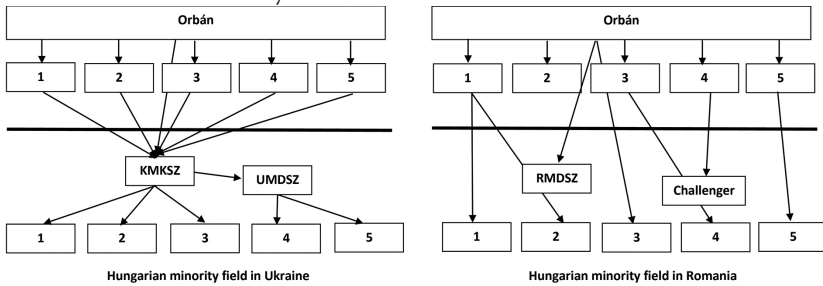 Orbán
1 2 3 4 5
KMKSZ
UMDSZ
1 2 3 4 5
Hungarian minority field in Ukraine
Orbán
1 2 3 4 5
RMDSZ
Challenger
1 2 3 4 5
Hungarian minority field in Romania